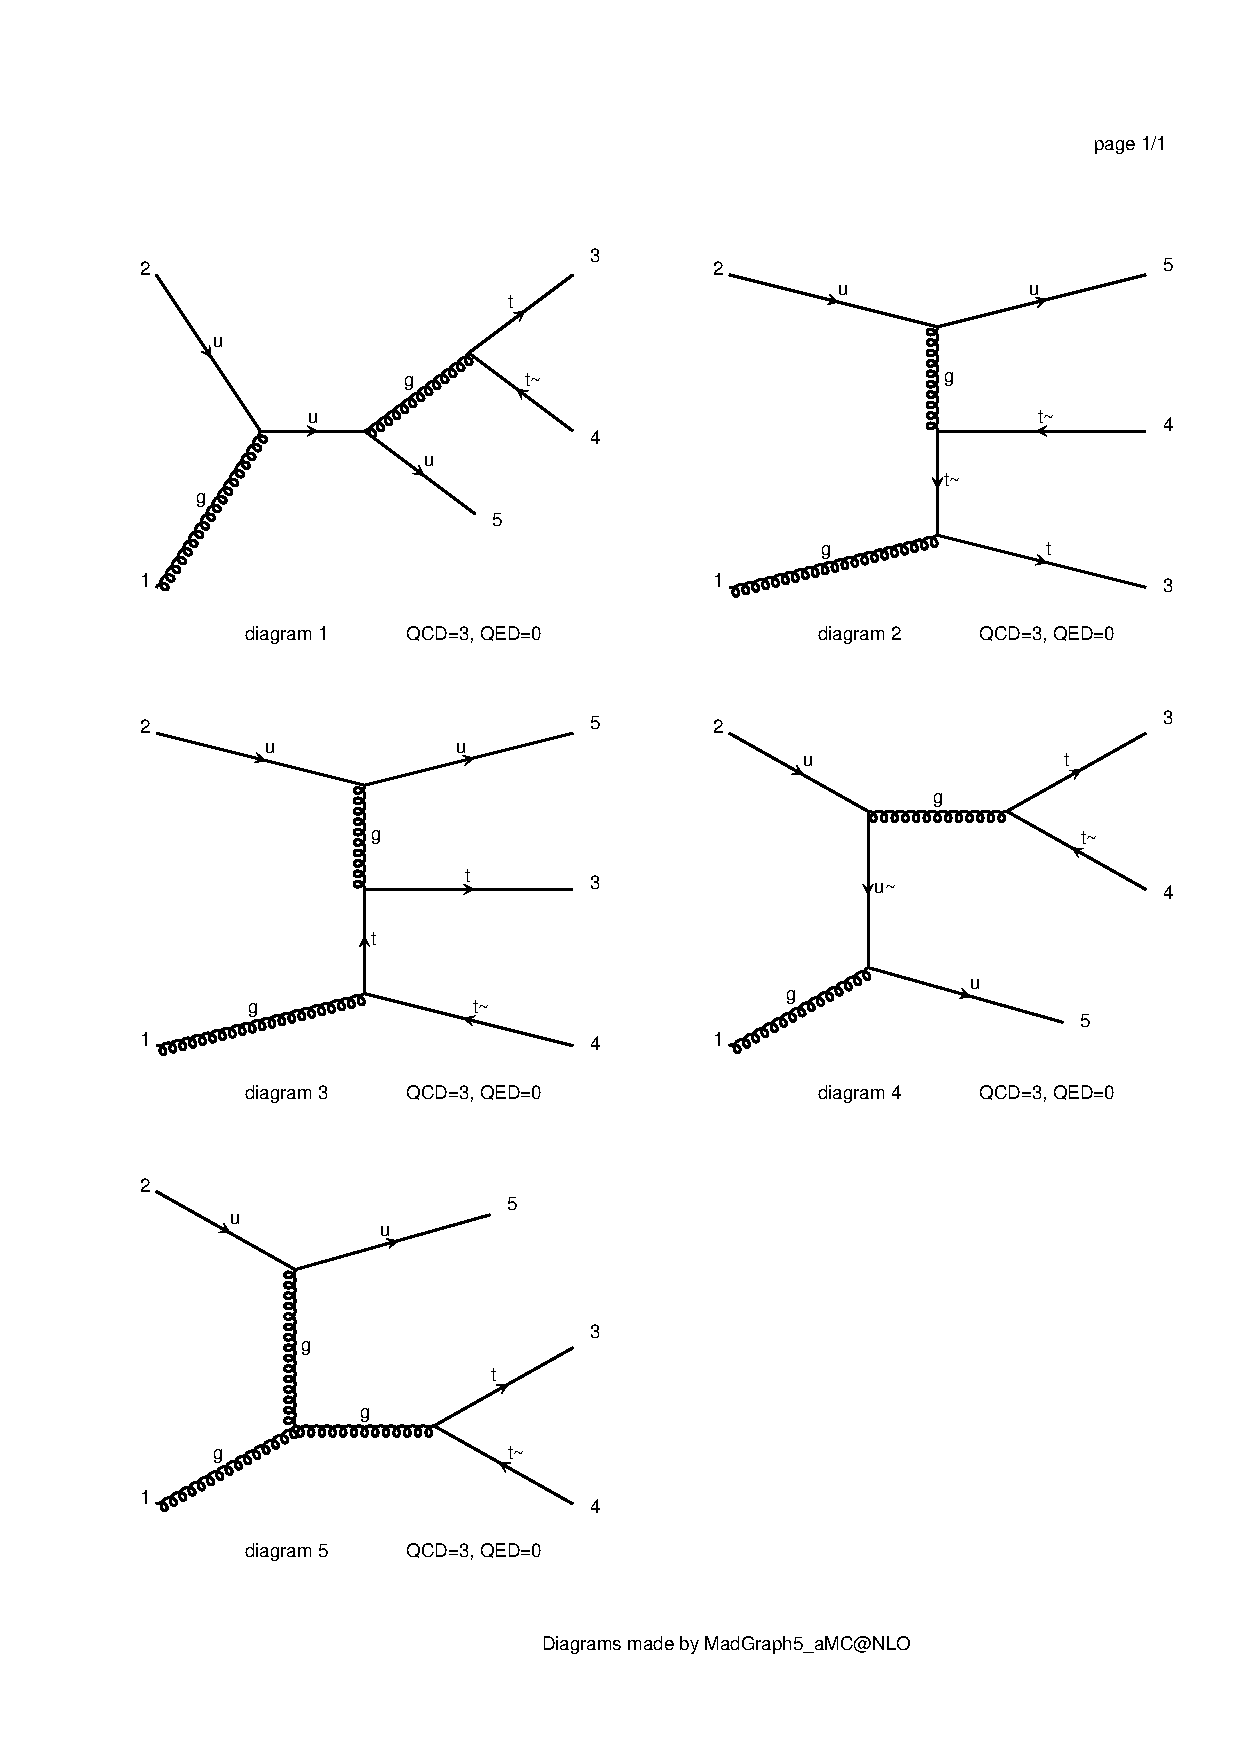 page 1/1
2 u g 1 u g t 3 t~ 4 u 5
diagram 1 QCD=3, QED=0
2 u u 5 g t~ 4 t~ 1 g t 3
diagram 2 QCD=3, QED=0
2 u u 5 g t 3 t 1 g t~ 4
diagram 3 QCD=3, QED=0
2 u g t 3 t~ 4 u~ 1 g u 5
diagram 4 QCD=3, QED=0
2 u u 5 g g t 3 t~ 4 1 g
diagram 5 QCD=3, QED=0
Diagrams made by MadGraph5_aMC@NLO